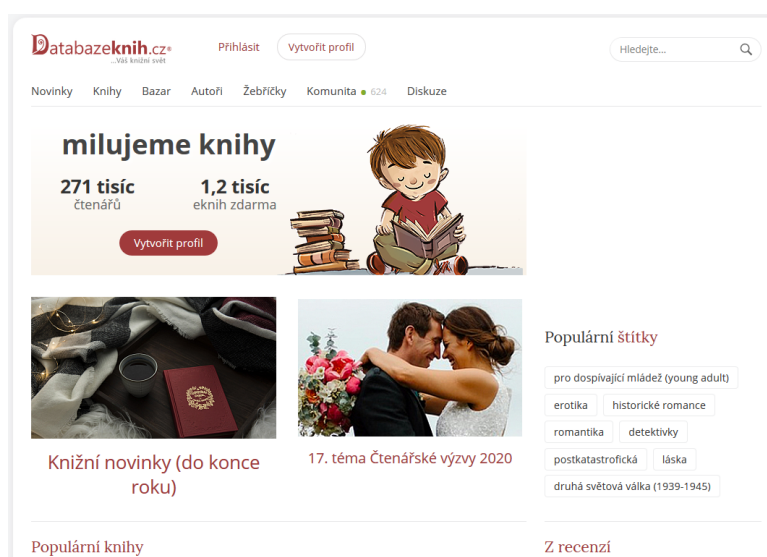 Databazeknih.cz
...Váš knižní svět
Přihlásit
Vytvořit profil
Hledejte...
Novinky Knihy Bazar Autoři Žebříčky Komunita 624 Diskuze
milujeme knihy
271 tisíc
čtenářů
1,2 tisíc
eknih zdarma
Vytvořit profil
Knižní novinky (do konce
roku)
17. téma Čtenářské výzvy 2020
Populární štítky
pro dospívající mládež (young adult)
erotika historické romance
romantika detektivky
postkatastrofická láska
druhá světová válka (1939-1945)
Populární knihy
Z recenzí